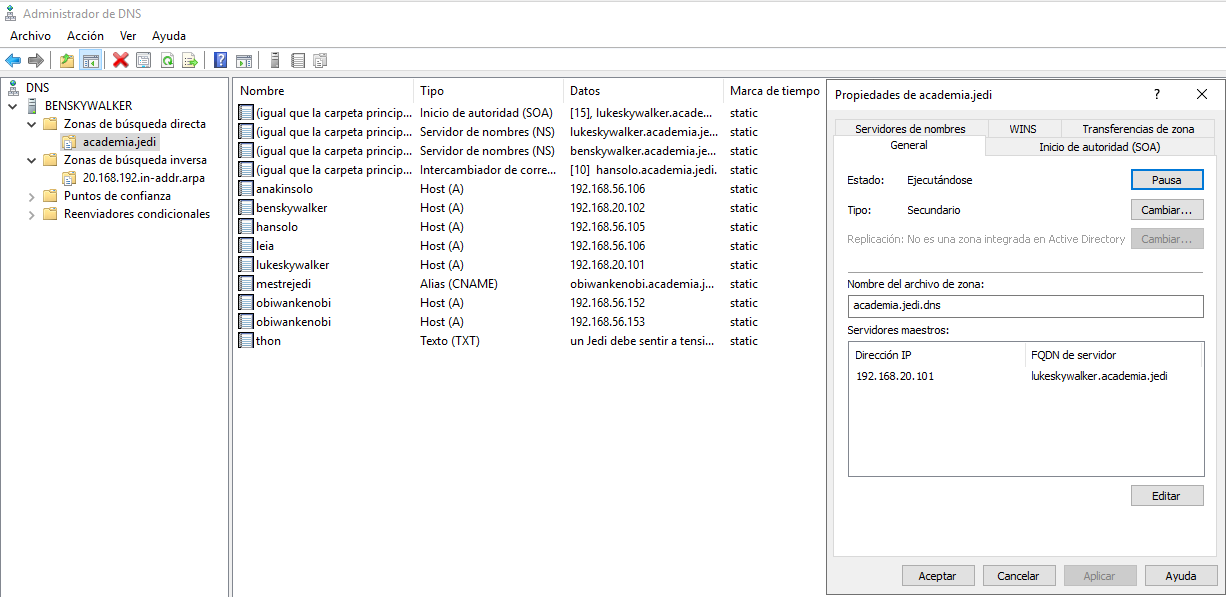 Administrador de DNS
Archivo Acción Ver Ayuda
DNS
BENSKYWALKER
Zonas de búsqueda directa
academia.jedi
Zonas de búsqueda inversa
20.168.192.in-addr.arpa
Puntos de confianza
Reenviadores condicionales
Nombre Tipo Datos Marca de tiempo
(igual que la carpeta princip... Inicio de autoridad (SOA) [15], lukeskywalker.acade... static
(igual que la carpeta princip... Servidor de nombres (NS) lukeskywalker.academia.je... static
(igual que la carpeta princip... Servidor de nombres (NS) benskywalker.academia.je... static
(igual que la carpeta princip... Intercambiador de corre... [10] hansolo.academia.jedi. static
anakinsolo Host (A) 192.168.56.106 static
benskywalker Host (A) 192.168.20.102 static
hansolo Host (A) 192.168.56.105 static
leia Host (A) 192.168.56.106 static
lukeskywalker Host (A) 192.168.20.101 static
mestrejedi Alias (CNAME) obiwankenobi.academia.j... static
obiwankenobi Host (A) 192.168.56.152 static
obiwankenobi Host (A) 192.168.56.153 static
thon Texto (TXT) un Jedi debe sentir a tensi... static
Propiedades de academia.jedi ?
Servidores de nombres WINS Transferencias de zona
General Inicio de autoridad (SOA)
Estado: Ejecutándose Pausa
Tipo: Secundario Cambiar...
Replicación: No es una zona integrada en Active Directory Cambiar...
Nombre del archivo de zona:
academia.jedi.dns
Servidores maestros:
Dirección IP FQDN de servidor
192.168.20.101 lukeskywalker.academia.jedi
Editar
Aceptar Cancelar Aplicar Ayuda